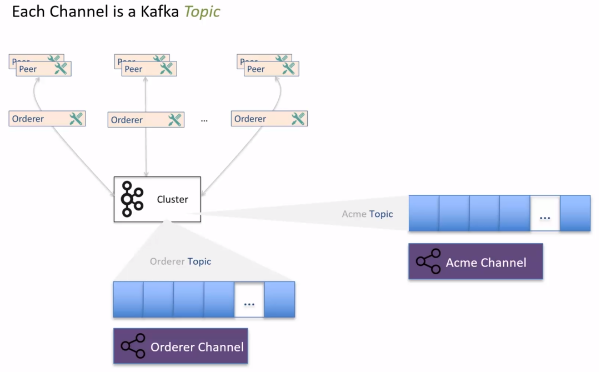 Each Channel is a Kafka Topic
Peer
Peer
Peer
Peer
Peer
Peer
Orderer
Orderer
...
Orderer
Cluster
Acme Topic
...
Acme Channel
Orderer Topic
...
Orderer Channel